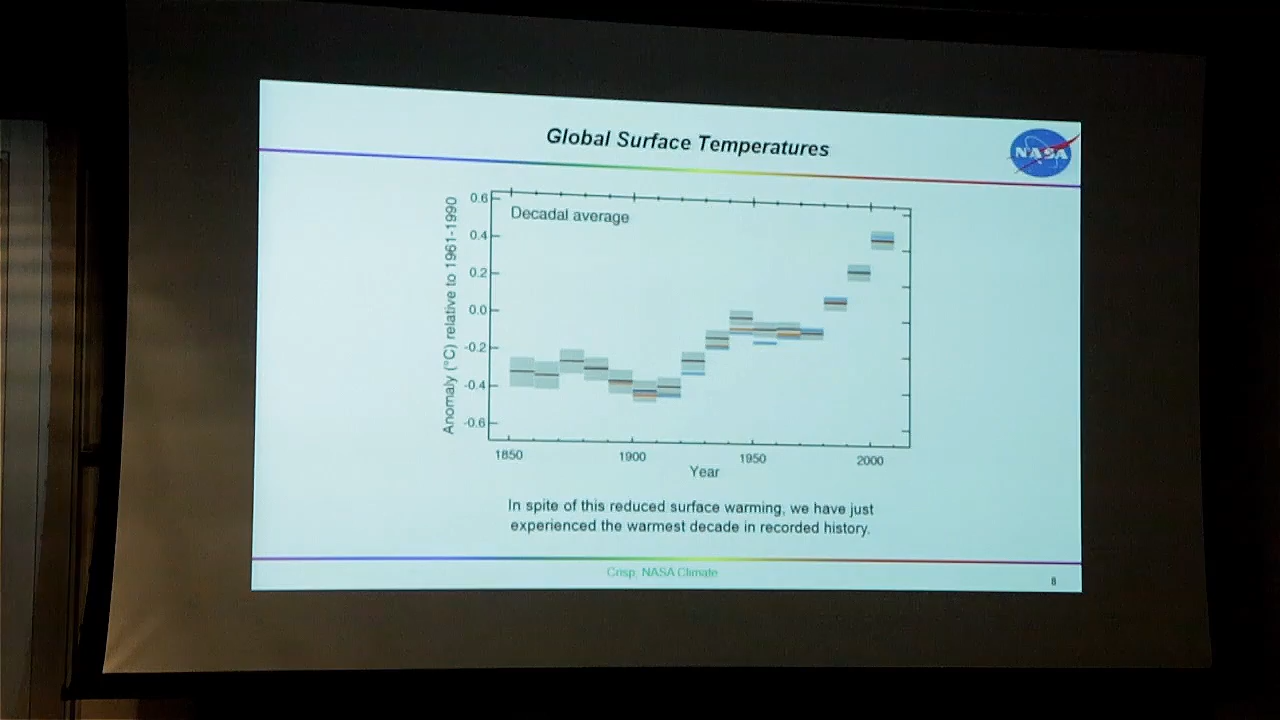 Global Surface Temperatures
NASA
Decadal average
Anomaly (°C) relative to 1961-1990
0.6
0.4
0.2
0.0
-0.2
-0.4
-0.6
1850 1900 1950 2000
Year
In spite of this reduced surface warming, we have just
experienced the warmest decade in recorded history.
Crisp, NASA Climate
8